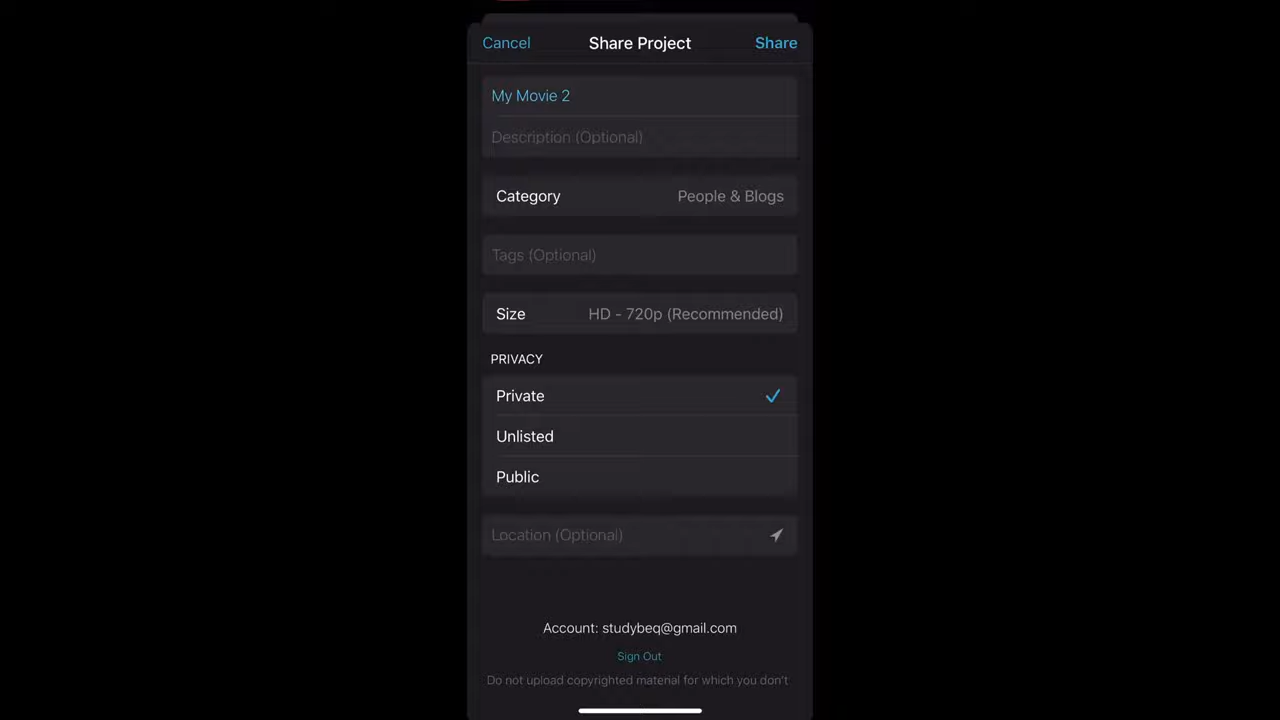 Cancel Share Project Share
My Movie 2
Description (Optional)
Category People & Blogs
Tags (Optional)
Size HD - 720p (Recommended)
PRIVACY
Private
Unlisted
Public
Location (Optional)
Account: studybeq@gmail.com
Sign Out
Do not upload copyrighted material for which you don't